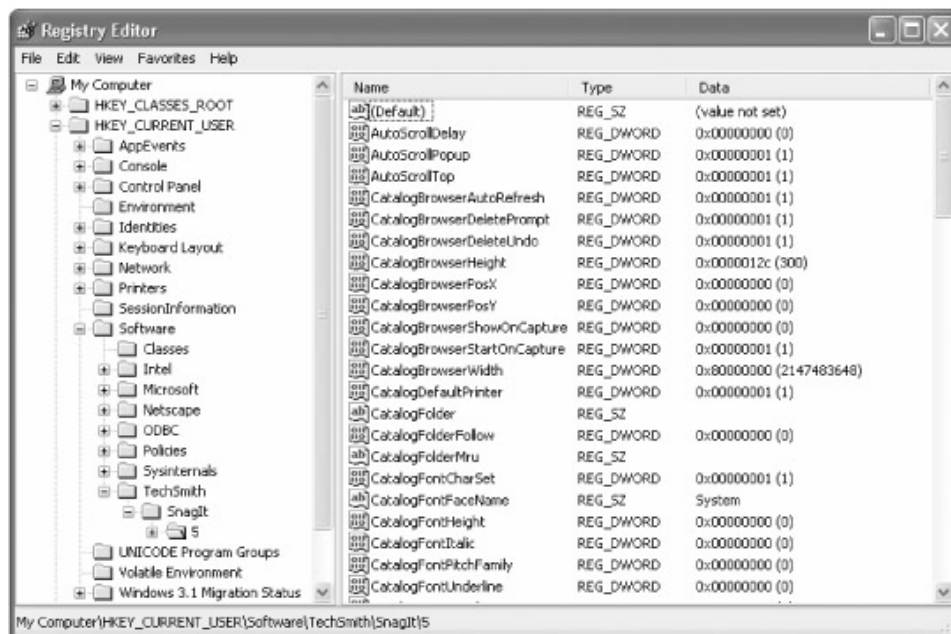 Registry Editor
File Edit View Favorites Help
My Computer
HKEY_CLASSES_ROOT
HKEY_CURRENT_USER
AppEvents
Console
Control Panel
Environment
Identities
Keyboard Layout
Network
Printers
SessionInformation
Software
Classes
Intel
Microsoft
Netscape
ODBC
Policies
Sysinternals
TechSmith
SnagIt
5
UNICODE Program Groups
Volatile Environment
Windows 3.1 Migration Status
Name Type Data
(Default) REG_SZ (value not set)
AutoScrollDelay REG_DWORD 0x00000000 (0)
AutoScrollPopup REG_DWORD 0x00000001 (1)
AutoScrollTop REG_DWORD 0x00000001 (1)
CatalogBrowserAutoRefresh REG_DWORD 0x00000001 (1)
CatalogBrowserDeletePrompt REG_DWORD 0x00000001 (1)
CatalogBrowserDeleteUndo REG_DWORD 0x00000001 (1)
CatalogBrowserHeight REG_DWORD 0x0000012c (300)
CatalogBrowserPosX REG_DWORD 0x00000000 (0)
CatalogBrowserPosY REG_DWORD 0x00000000 (0)
CatalogBrowserShowOnCapture REG_DWORD 0x00000000 (0)
CatalogBrowserStartOnCapture REG_DWORD 0x00000001 (1)
CatalogBrowserWidth REG_DWORD 0x80000000 (2147483648)
CatalogDefaultPrinter REG_DWORD 0x00000001 (1)
CatalogFolder REG_SZ
CatalogFolderFollow REG_DWORD 0x00000000 (0)
CatalogFolderMru REG_SZ
CatalogFontCharSet REG_DWORD 0x00000001 (1)
CatalogFontFaceName REG_SZ System
CatalogFontHeight REG_DWORD 0x00000000 (0)
CatalogFontItalic REG_DWORD 0x00000000 (0)
CatalogFontPitchFamily REG_DWORD 0x00000000 (0)
CatalogFontUnderline REG_DWORD 0x00000000 (0)
My Computer\HKEY_CURRENT_USER\Software\TechSmith\SnagIt\5